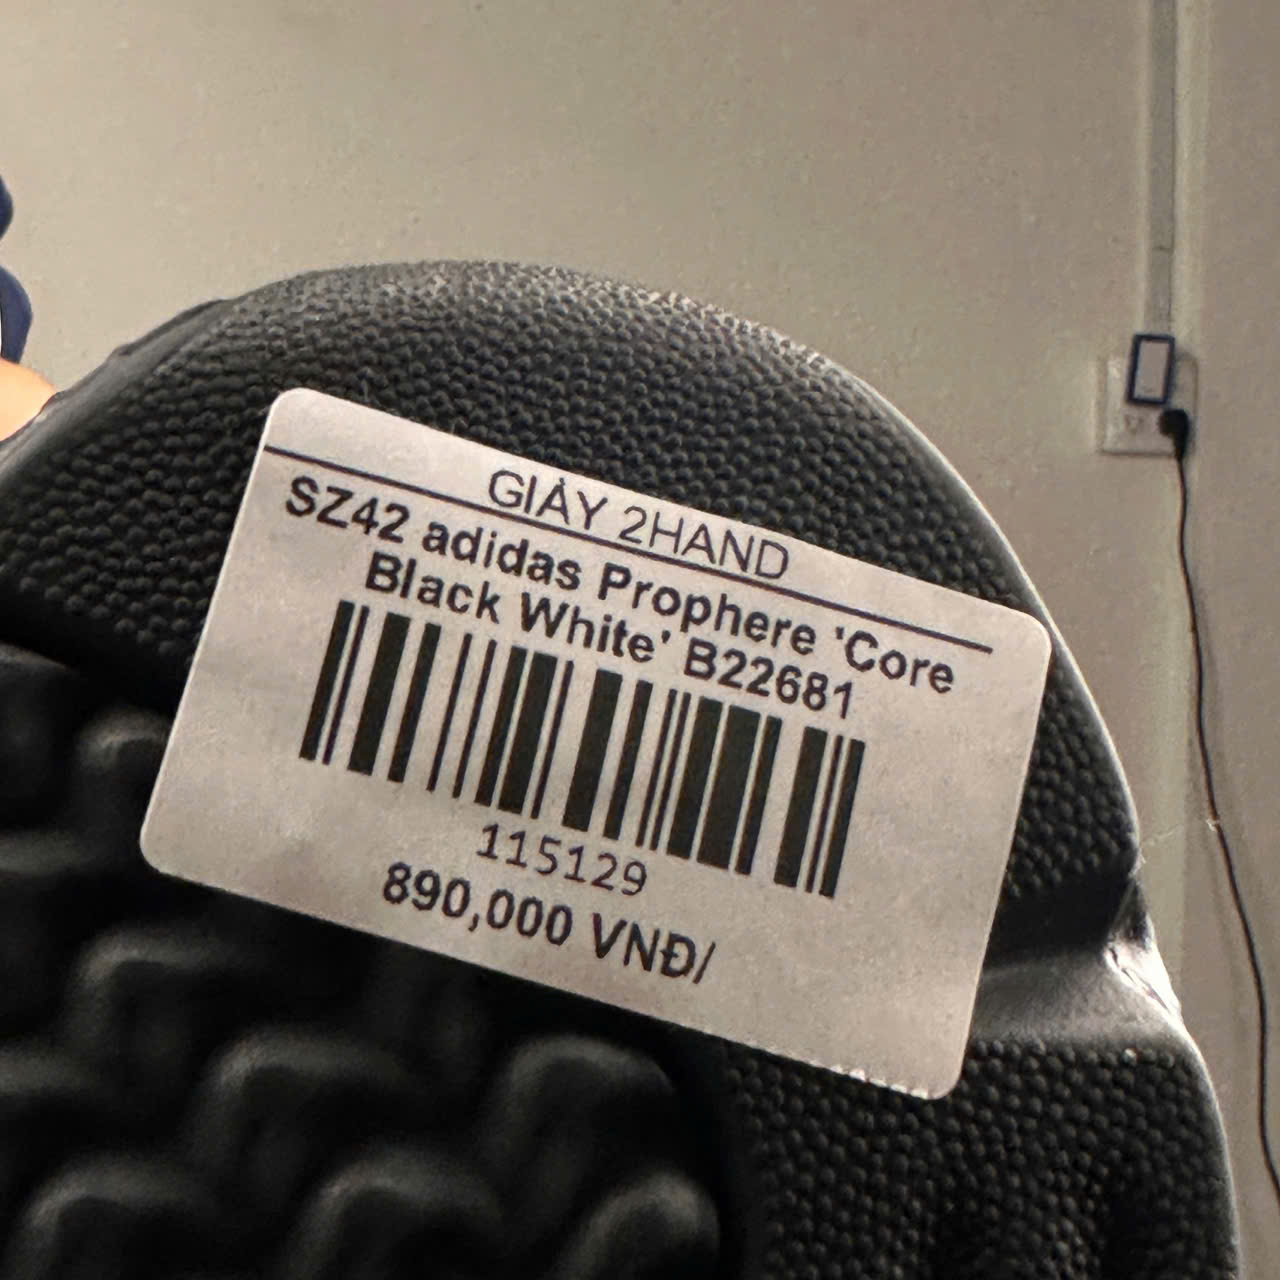 GIÀY 2HAND
SZ42 adidas Prophere 'Core
Black White' B22681
115129
890,000 VNĐ/